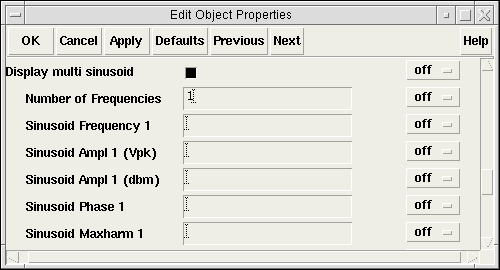 Edit Object Properties
OK Cancel Apply Defaults Previous Next Help
Display multi sinusoid off
Number of Frequencies 1 off
Sinusoid Frequency 1 off
Sinusoid Ampl 1 (Vpk) off
Sinusoid Ampl 1 (dbm) off
Sinusoid Phase 1 off
Sinusoid Maxharm 1 off